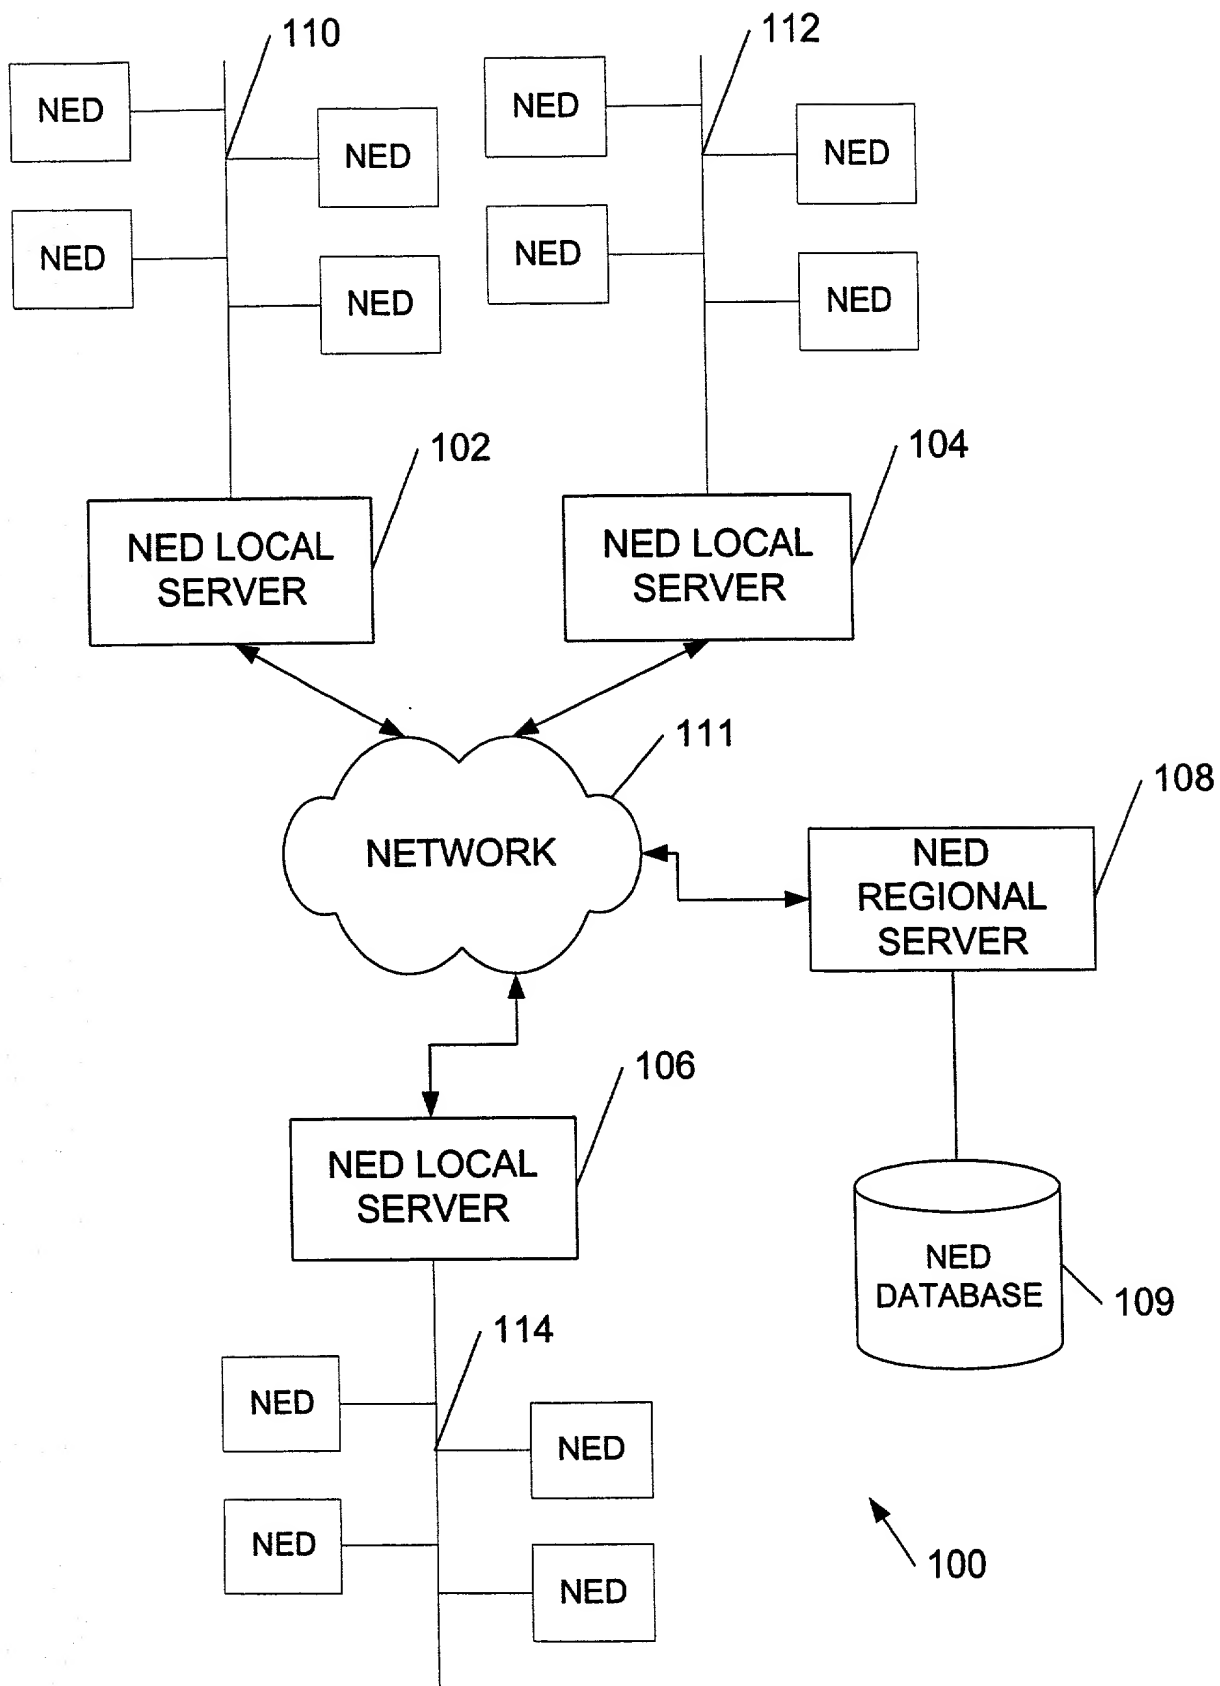 110
112
NED
NED
NED
NED
NED
NED
NED
NED
102
104
NED LOCAL
SERVER
NED LOCAL
SERVER
111
108
NETWORK
NED
REGIONAL
SERVER
106
NED LOCAL
SERVER
NED
DATABASE
109
114
NED
NED
NED
NED
100